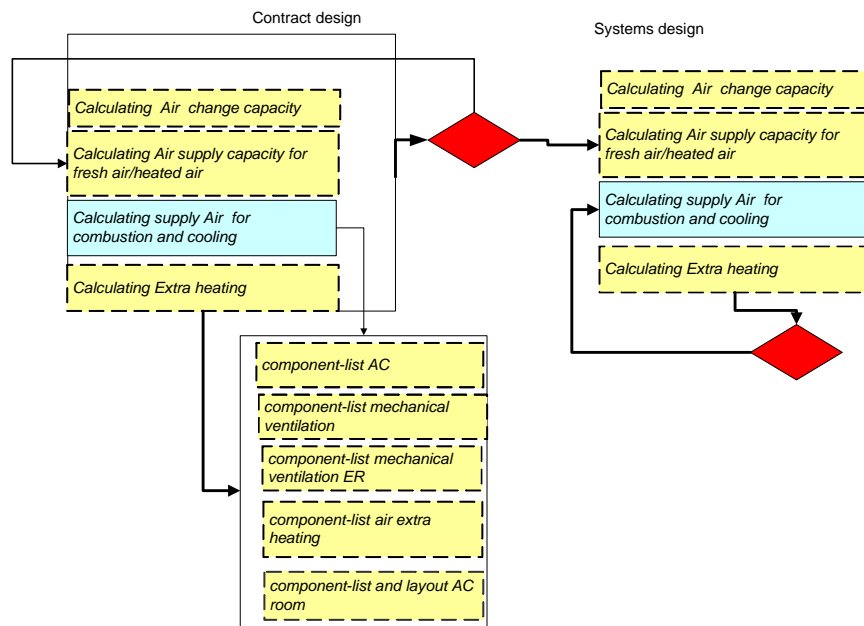 Contract design
Calculating Air change capacity
Calculating Air supply capacity for
fresh air/heated air
Calculating supply Air for
combustion and cooling
Calculating Extra heating
component-list AC
component-list mechanical
ventilation
component-list mechanical
ventilation ER
component-list air extra
heating
component-list and layout AC
room
Systems design
Calculating Air change capacity
Calculating Air supply capacity for
fresh air/heated air
Calculating supply Air for
combustion and cooling
Calculating Extra heating